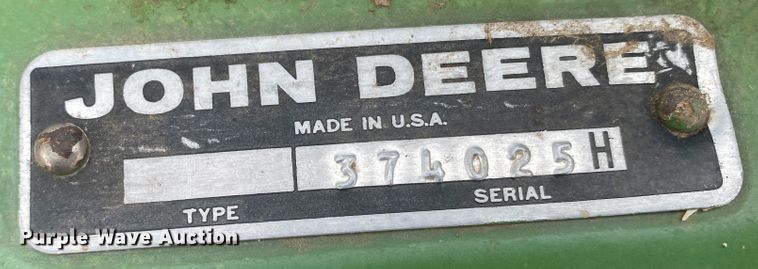 JOHN DEERE
MADE IN U.S.A.
374025H
TYPE SERIAL
Purple Wave Auction